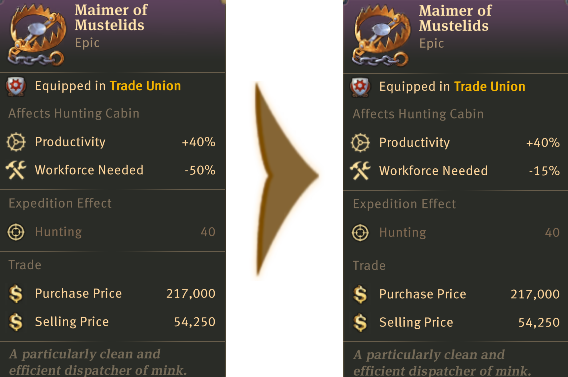 Maimer of
Mustelids
Epic
Equipped in Trade Union
Affects Hunting Cabin
Productivity +40%
Workforce Needed -50%
Expedition Effect
Hunting 40
Trade
Purchase Price 217,000
Selling Price 54,250
A particularly clean and
efficient dispatcher of mink.
Maimer of
Mustelids
Epic
Equipped in Trade Union
Affects Hunting Cabin
Productivity +40%
Workforce Needed -15%
Expedition Effect
Hunting 40
Trade
Purchase Price 217,000
Selling Price 54,250
A particularly clean and
efficient dispatcher of mink.